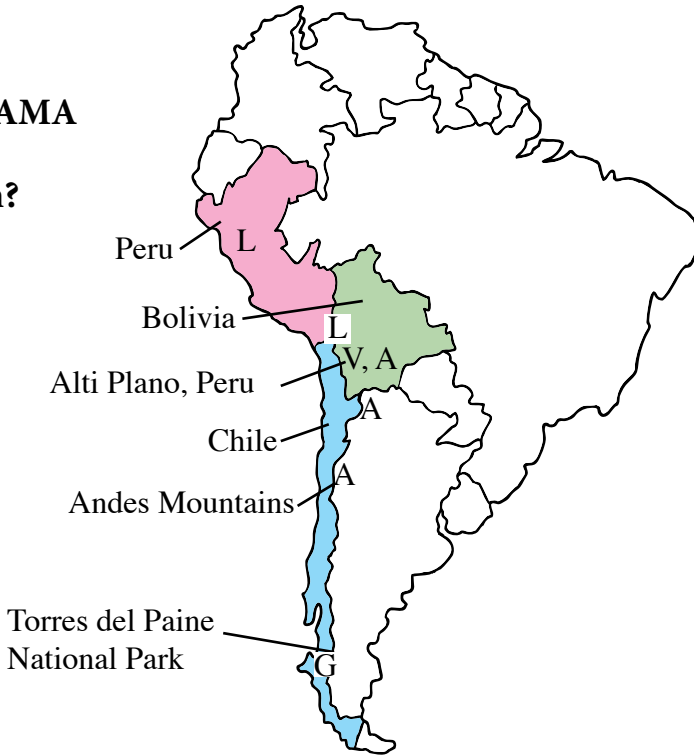 AMA
?
Peru
L
Bolivia
L
V, A
Alti Plano, Peru
A
Chile
A
Andes Mountains
Torres del Paine
National Park
G